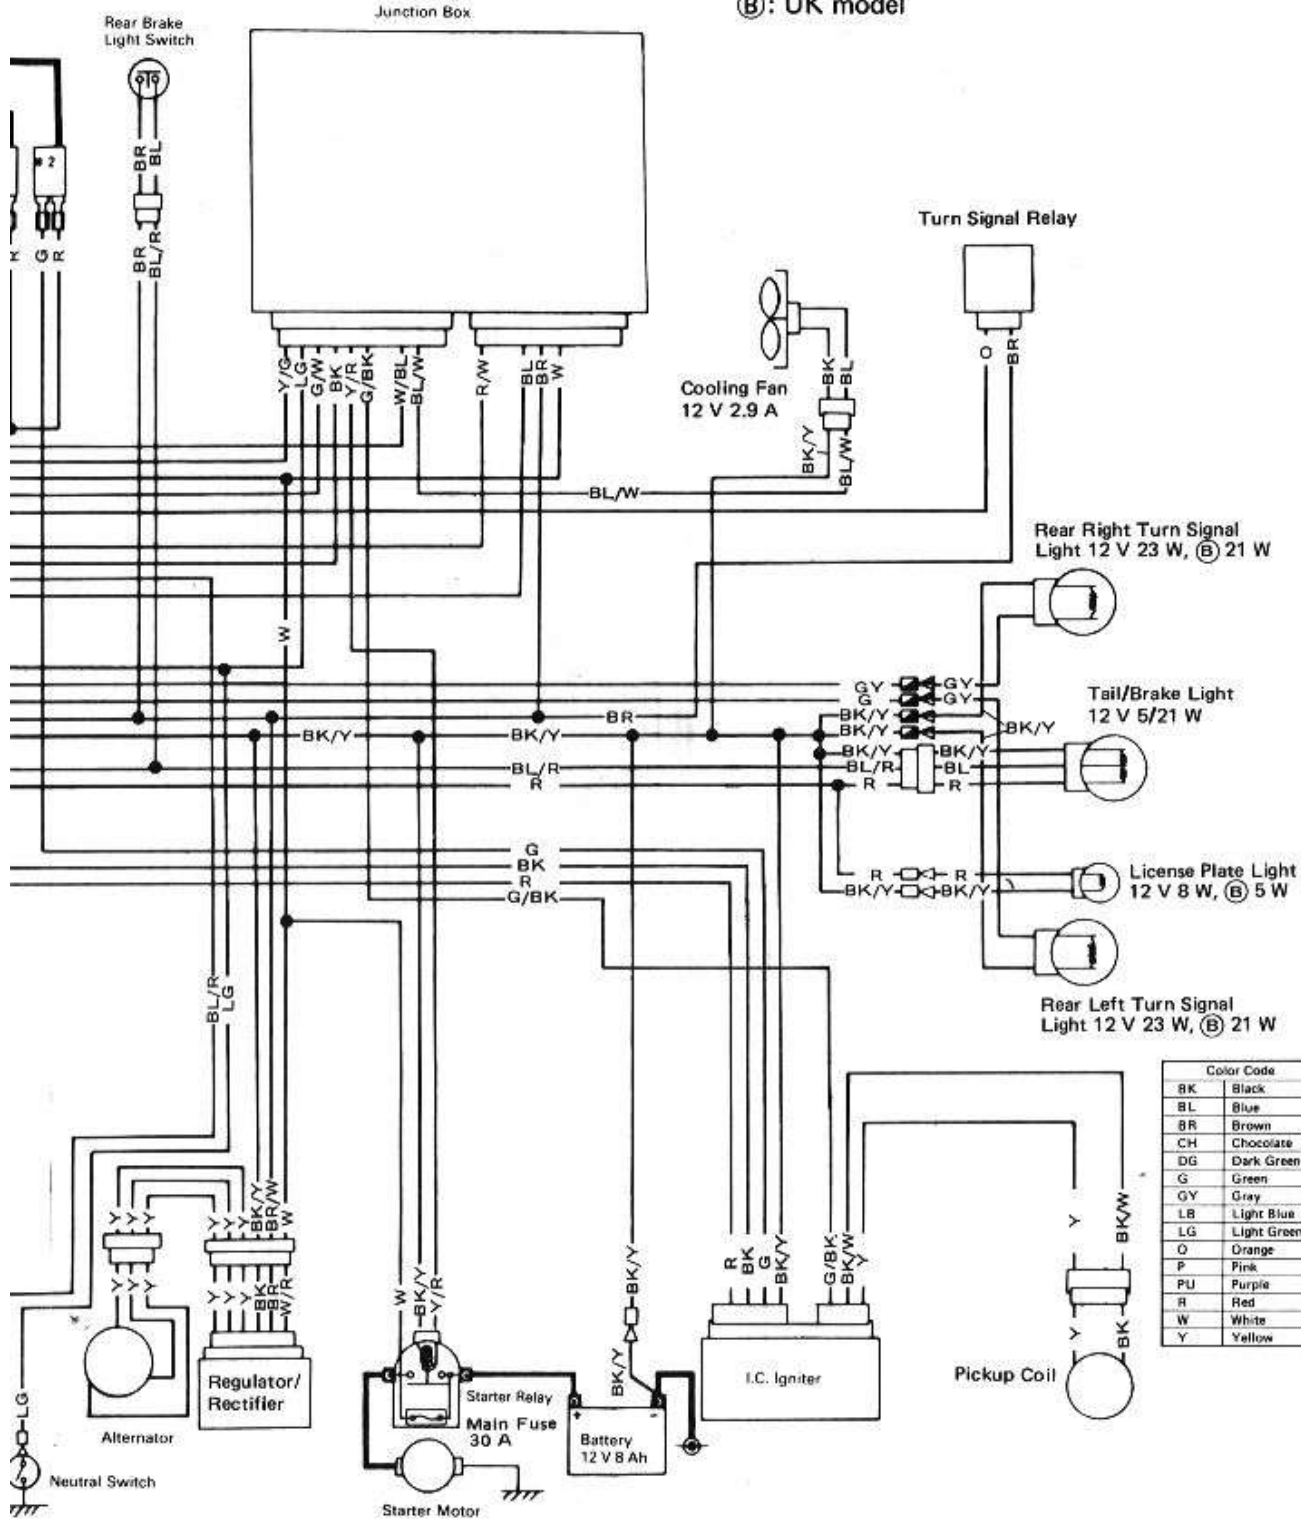 Ⓑ: UK model
Junction Box
Rear Brake
Light Switch
# 2
BR
BL
R
G
R
BR
BL/R
Y/G
LG
G/W
BK
Y/R
G/BK
W/BL
BL/W
R/W
BL
BR
W
Turn Signal Relay
O
BR
Cooling Fan
12 V 2.9 A
BK
BL
BK/Y
BL/W
BL/W
Rear Right Turn Signal
Light 12 V 23 W, Ⓑ 21 W
W
GY
GY
G
GY
BR
BK/Y
BK/Y
BK/Y
BK/Y
BK/Y
BK/Y
BK/Y
BL/R
BL/R
BL
R
R
R
Tail/Brake Light
12 V 5/21 W
G
BK
R
G/BK
R
R
BK/Y
BK/Y
License Plate Light
12 V 8 W, Ⓑ 5 W
Rear Left Turn Signal
Light 12 V 23 W, Ⓑ 21 W
BL/R
LG
Color Code
BK Black
BL Blue
BR Brown
CH Chocolate
DG Dark Green
G Green
GY Gray
LB Light Blue
LG Light Green
O Orange
P Pink
PU Purple
R Red
W White
Y Yellow
Y
Y
Y
Y
Y
Y
BK/Y
BR/W
W
Y
Y
Y
Y
Y
Y
BK
BR
W/R
W
BK/Y
Y/R
BK/Y
BK/Y
R
BK
G
BK/Y
G/BK
BK/W
Y
Y
BK/W
Y
BK
LG
Alternator
Regulator/
Rectifier
Starter Relay
Main Fuse
30 A
+
-
Battery
12 V 8 Ah
I.C. Igniter
Pickup Coil
Neutral Switch
Starter Motor